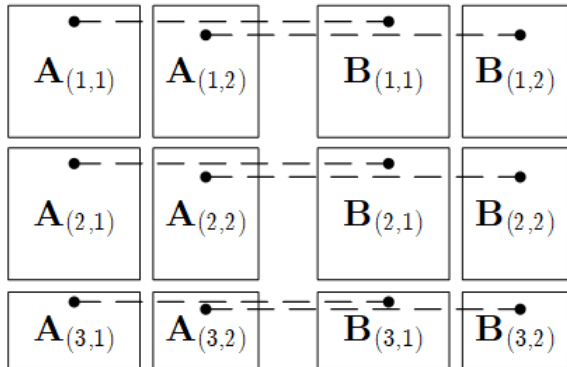 A(1,1) A(1,2) B(1,1) B(1,2)
A(2,1) A(2,2) B(2,1) B(2,2)
A(3,1) A(3,2) B(3,1) B(3,2)